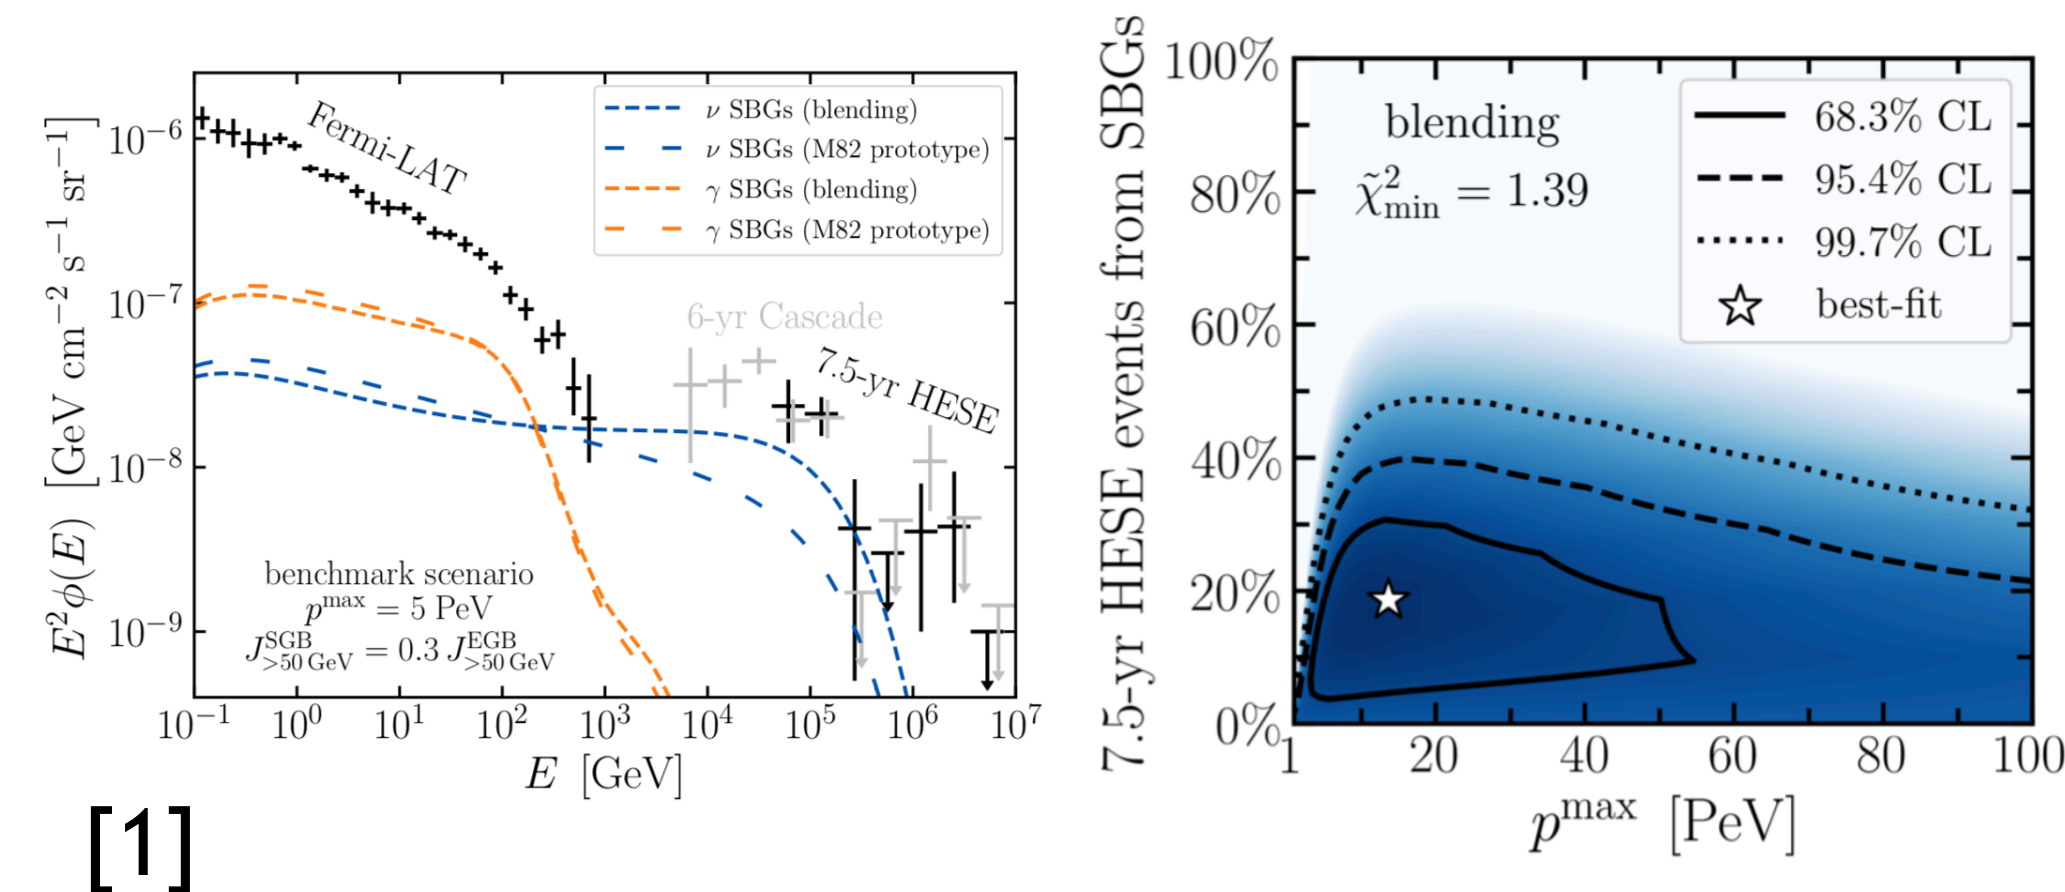 10⁻⁶
10⁻⁷
10⁻⁸
10⁻⁹
E²ϕ(E) [GeV cm⁻² s⁻¹ sr⁻¹]
Fermi-LAT
ν SBGs (blending)
ν SBGs (M82 prototype)
γ SBGs (blending)
γ SBGs (M82 prototype)
6-yr Cascade
7.5-yr HESE
benchmark scenario
pᵐᵃˣ = 5 PeV
J^SGB_>50 GeV = 0.3 J^EGB_>50 GeV
10⁻¹ 10⁰ 10¹ 10² 10³ 10⁴ 10⁵ 10⁶ 10⁷
E [GeV]
[1]
7.5-yr HESE events from SBGs
100%
80%
60%
40%
20%
0%
blending
χ̃²_min = 1.39
68.3% CL
95.4% CL
99.7% CL
best-fit
1 20 40 60 80 100
pᵐᵃˣ [PeV]